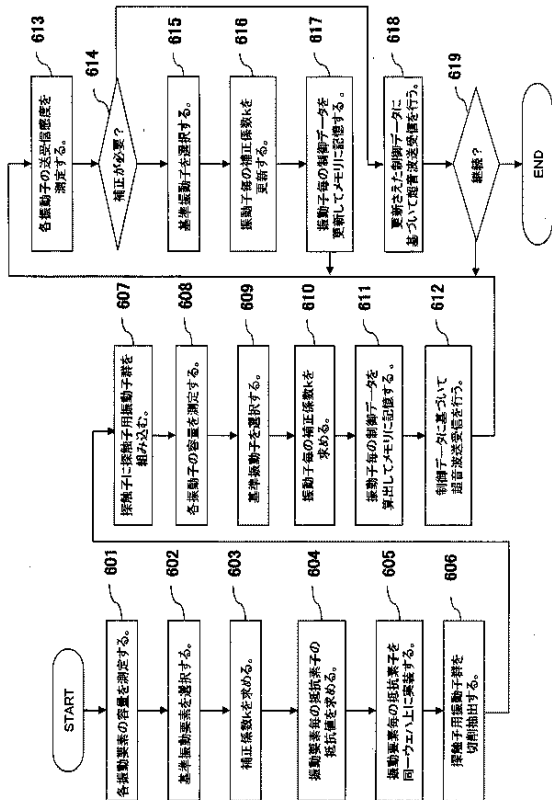 START
601
各振動要素の容量を測定する。
602
基準振動要素を選択する。
603
補正係数kを求める。
604
振動要素毎の抵抗素子の
抵抗値を求める。
605
振動要素毎の抵抗素子を
同一ウェハ上に実装する。
606
探触子用振動子群を
切削抽出する。
607
探触子に探触子用振動子群を
組み込む。
608
各振動子の容量を測定する。
609
基準振動子を選択する。
610
振動子毎の補正係数kを
求める。
611
振動子毎の制御データを
算出してメモリに記憶する。
612
制御データに基づいて
超音波送受信を行う。
613
各振動子の送受信感度を
測定する。
614
補正が必要?
615
基準振動子を選択する。
616
振動子毎の補正係数kを
更新する。
617
振動子毎の制御データを
更新してメモリに記憶する。
618
更新さえた制御データに
基づいて超音波送受信を行う。
619
継続?
END